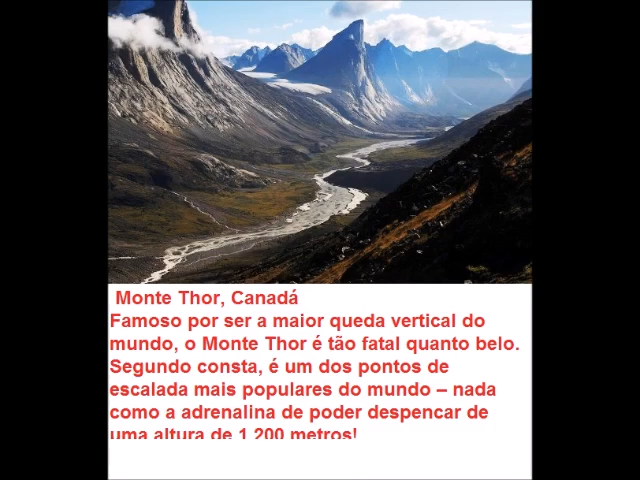 Monte Thor, Canadá
Famoso por ser a maior queda vertical do
mundo, o Monte Thor é tão fatal quanto belo.
Segundo consta, é um dos pontos de
escalada mais populares do mundo – nada
como a adrenalina de poder despencar de
uma altura de 1.200 metros!